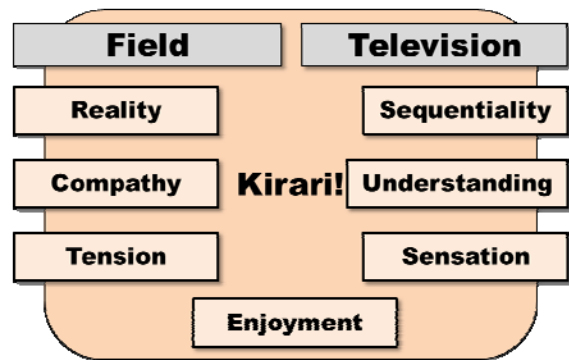 Field
Television
Reality
Sequentiality
Compathy
Kirari!
Understanding
Tension
Sensation
Enjoyment